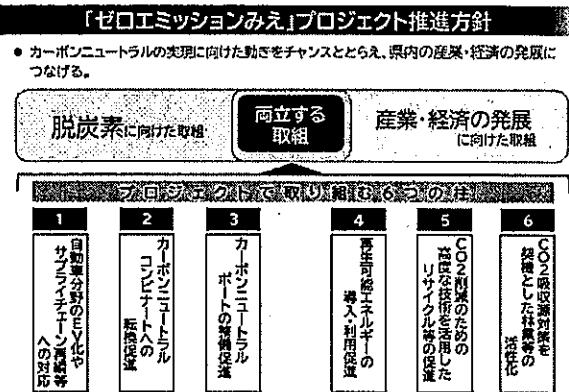 「ゼロエミッションみえ」プロジェクト推進方針
● カーボンニュートラルの実現に向けた動きをチャンスととらえ、県内の産業・経済の発展に
つなげる。
脱炭素に向けた取組
両立する
取組
産業・経済の発展
に向けた取組
プロジェクトで取り組む6つの柱
1
自動車分野のEV化や
サプライチェーン再編等
への対応
2
カーボンニュートラル
コンビナートへの
転換促進
3
カーボンニュートラル
ポートの整備促進
4
再生可能エネルギーの
導入・利用促進
5
CO2削減のための
高度な技術を活用した
リサイクル等の促進
6
CO2吸収源対策を
契機とした林業等の
活性化